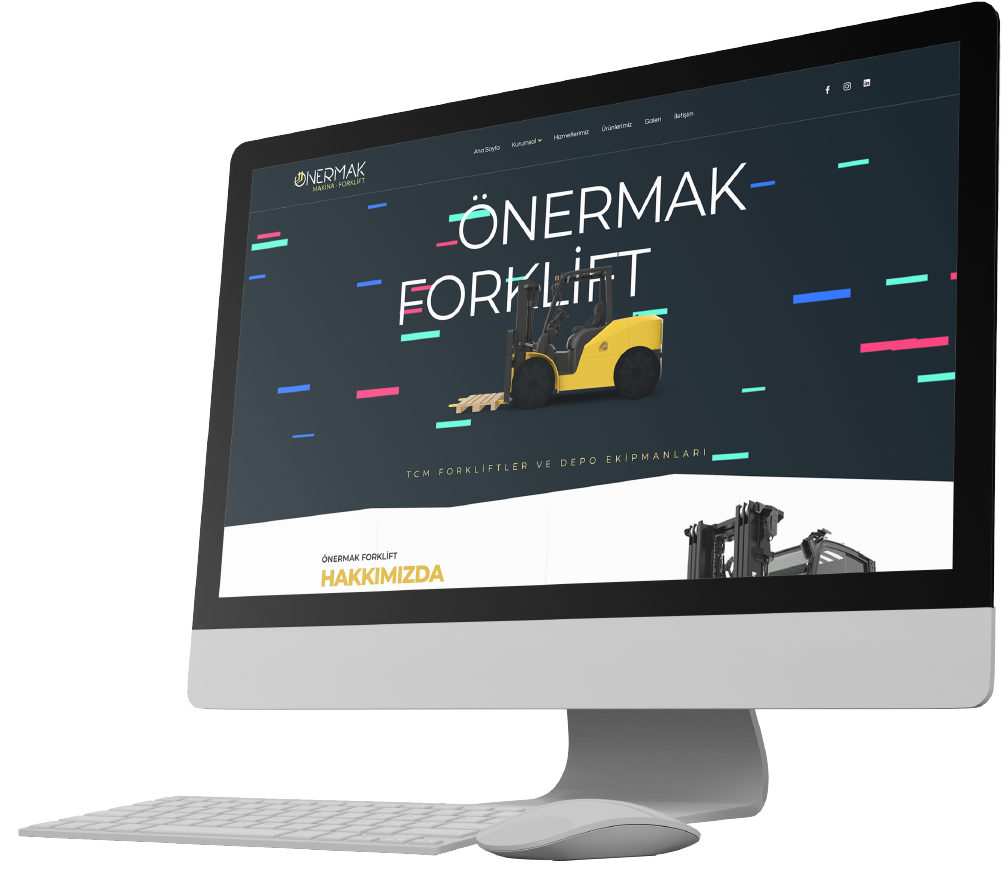 ÖNERMAK
MAKİNA - FORKLİFT
Ana Sayfa Kurumsal Hizmetlerimiz Ürünlerimiz Galeri İletişim
ÖNERMAK
FORKLİFT
TCM FORKLİFTLER VE DEPO EKİPMANLARI
ÖNERMAK FORKLİFT
HAKKIMIZDA